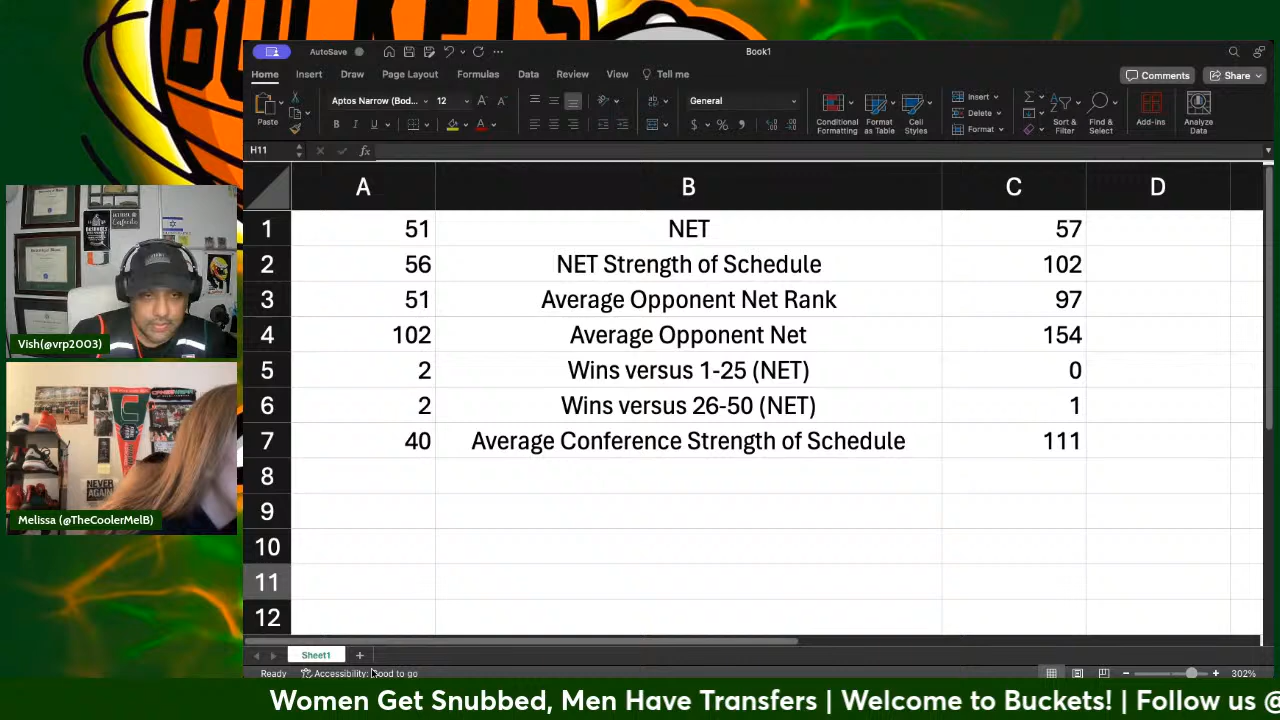 BUCKETS
AutoSave
Book1
Home Insert Draw Page Layout Formulas Data Review View Tell me
Comments Share
Paste
Aptos Narrow (Bod... 12
General
Conditional Formatting
Format as Table
Cell Styles
Insert
Delete
Format
Sort & Filter
Find & Select
Add-ins
Analyze Data
H11 fx
A B C D
1 51 NET 57
2 56 NET Strength of Schedule 102
3 51 Average Opponent Net Rank 97
4 102 Average Opponent Net 154
5 2 Wins versus 1-25 (NET) 0
6 2 Wins versus 26-50 (NET) 1
7 40 Average Conference Strength of Schedule 111
8
9
10
11
12
Vish(@vrp2003)
NEVER AGAIN
Melissa (@TheCoolerMelB)
Sheet1
Ready Accessibility: Good to go 302%
Women Get Snubbed, Men Have Transfers | Welcome to Buckets! | Follow us @